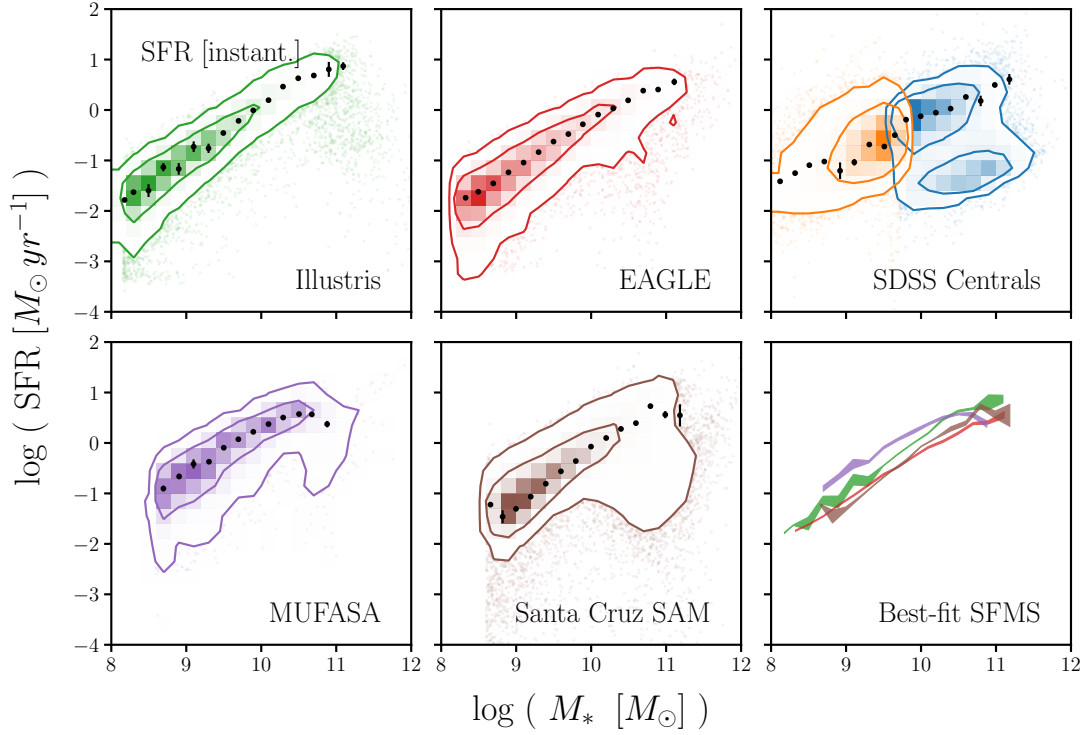 2
1
0
−1
−2
−3
−4
SFR [instant.]
Illustris
EAGLE
SDSS Centrals
log ( SFR [M⊙ yr⁻¹] )
2
1
0
−1
−2
−3
−4
MUFASA
Santa Cruz SAM
Best-fit SFMS
8 9 10 11 12
8 9 10 11 12
8 9 10 11 12
log ( M∗ [M⊙] )